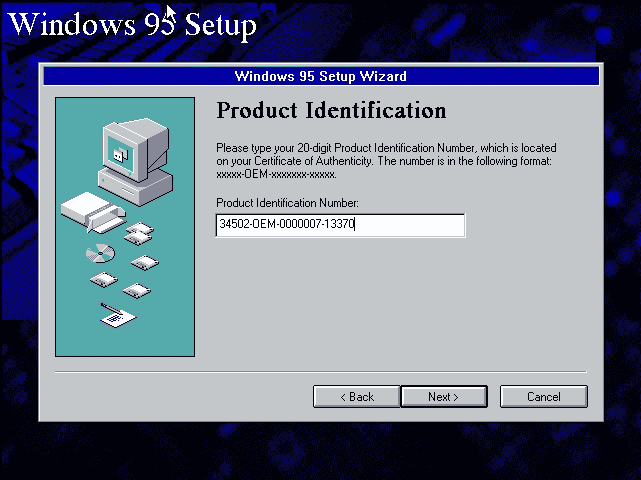 Windows 95 Setup
Windows 95 Setup Wizard
Product Identification
Please type your 20-digit Product Identification Number, which is located
on your Certificate of Authenticity. The number is in the following format:
xxxxx-OEM-xxxxxxx-xxxxx.
Product Identification Number:
34502-OEM-0000007-13370
< Back
Next >
Cancel